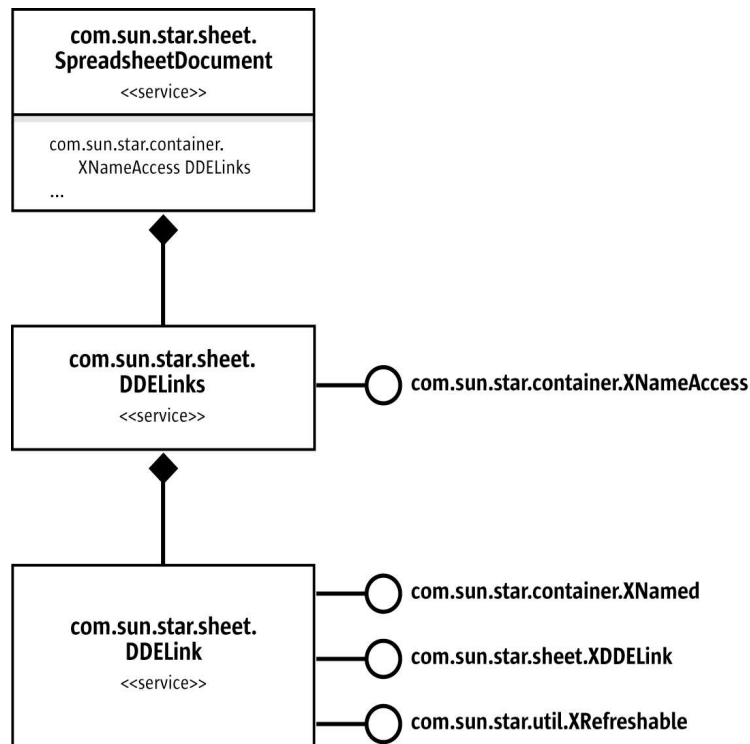 com.sun.star.sheet.
SpreadsheetDocument
<<service>>
com.sun.star.container.
XNameAccess DDELinks
...
com.sun.star.sheet.
DDELinks
<<service>>
com.sun.star.container.XNameAccess
com.sun.star.sheet.
DDELink
<<service>>
com.sun.star.container.XNamed
com.sun.star.sheet.XDDELink
com.sun.star.util.XRefreshable